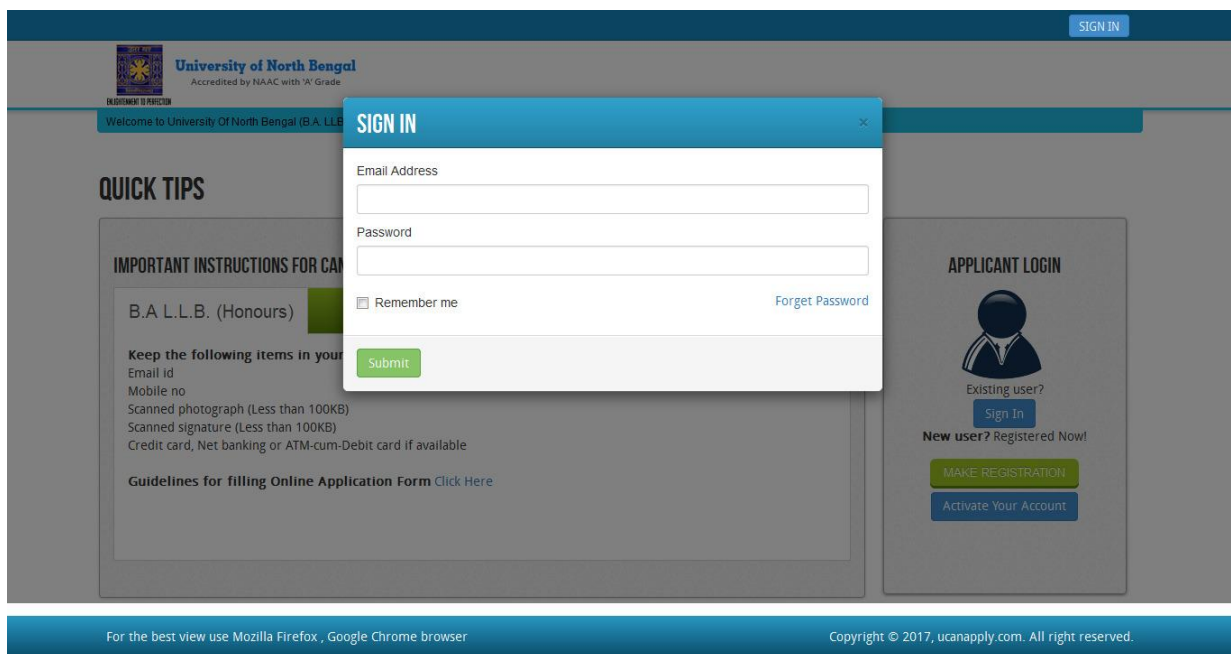 SIGN IN
University of North Bengal
Accredited by NAAC with 'A' Grade
ENLIGHTENMENT TO PERFECTION
Welcome to University Of North Bengal (B.A. LLB
SIGN IN
×
Email Address
Password
Remember me
Forget Password
Submit
QUICK TIPS
IMPORTANT INSTRUCTIONS FOR CAN
B.A L.L.B. (Honours)
Keep the following items in your
Email id
Mobile no
Scanned photograph (Less than 100KB)
Scanned signature (Less than 100KB)
Credit card, Net banking or ATM-cum-Debit card if available
Guidelines for filling Online Application Form Click Here
APPLICANT LOGIN
Existing user?
Sign In
New user? Registered Now!
MAKE REGISTRATION
Activate Your Account
For the best view use Mozilla Firefox , Google Chrome browser
Copyright © 2017, ucanapply.com. All right reserved.